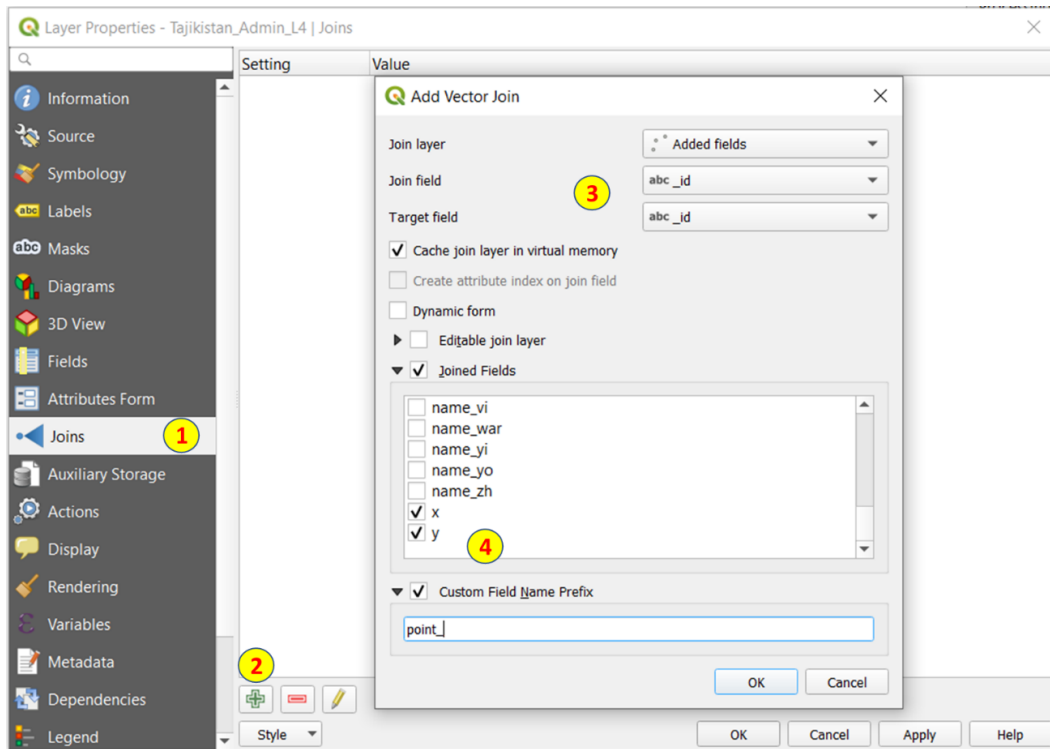 Layer Properties - Tajikistan_Admin_L4 | Joins
Setting Value
Information
Source
Symbology
abc Labels
abc Masks
Diagrams
3D View
Fields
Attributes Form
Joins 1
Auxiliary Storage
Actions
Display
Rendering
Variables
Metadata
Dependencies
Legend
Add Vector Join
Join layer Added fields
Join field abc _id
3
Target field abc _id
Cache join layer in virtual memory
Create attribute index on join field
Dynamic form
Editable join layer
Joined Fields
name_vi
name_war
name_yi
name_yo
name_zh
x
y
4
Custom Field Name Prefix
point_
OK Cancel
2
Style OK Cancel Apply Help